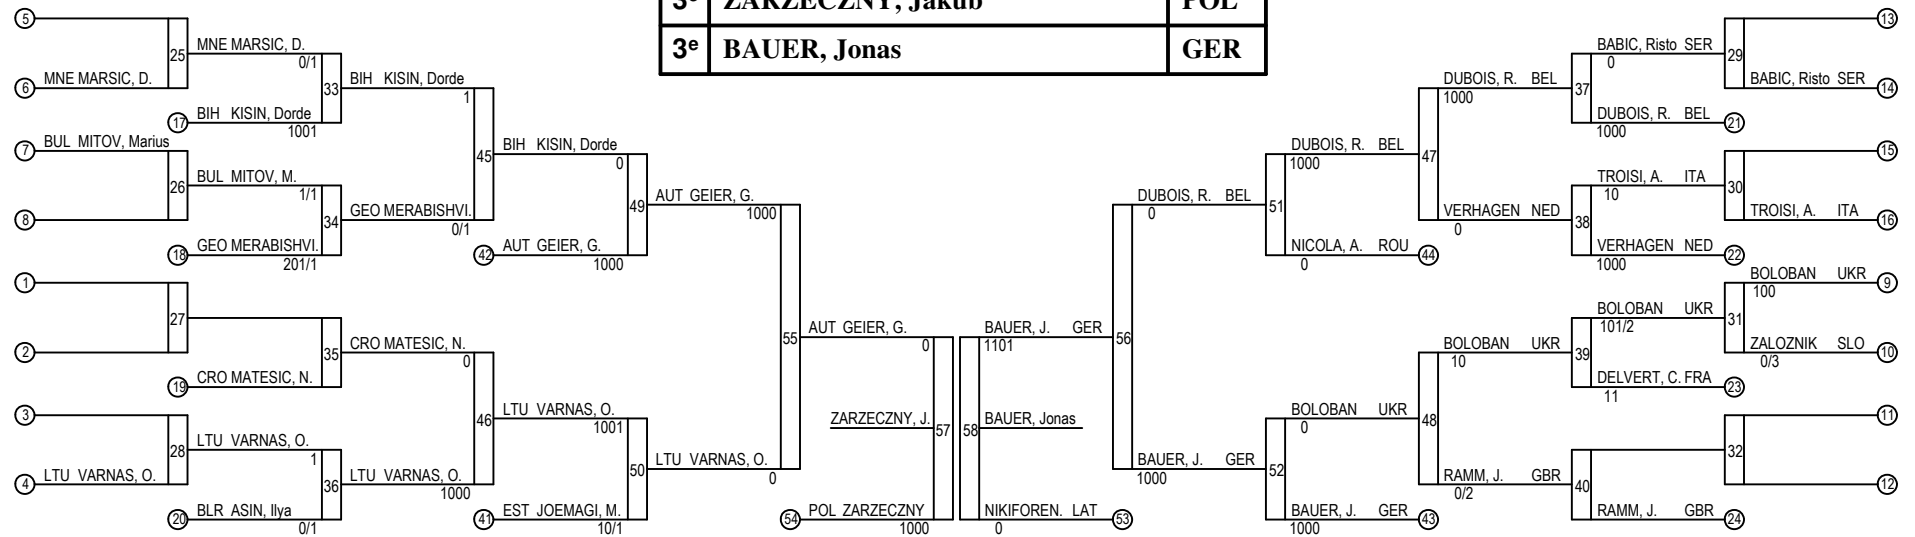 3e ZARZECZNY, Jakub POL
3e BAUER, Jonas GER
5
25
MNE MARSIC, D.
0/1
6 MNE MARSIC, D.
33
BIH KISIN, Dorde
1
17 BIH KISIN, Dorde
1001
7 BUL MITOV, Marius
26
BUL MITOV, M.
1/1
8
34
GEO MERABISHVI.
0/1
18 GEO MERABISHVI.
201/1
45
BIH KISIN, Dorde
0
42 AUT GEIER, G.
1000
49
AUT GEIER, G.
1000
1
27
2
35
CRO MATESIC, N.
0
19 CRO MATESIC, N.
3
28
LTU VARNAS, O.
1
4 LTU VARNAS, O.
36
LTU VARNAS, O.
1000
20 BLR ASIN, Ilya
0/1
46
LTU VARNAS, O.
1001
41 EST JOEMAGI, M.
10/1
50
LTU VARNAS, O.
0
55
AUT GEIER, G.
0
ZARZECZNY, J.
57
54 POL ZARZECZNY
1000
BAUER, J. GER
1101
58
BAUER, Jonas
NIKIFOREN. LAT 53
0
56
DUBOIS, R. BEL
0
51
DUBOIS, R. BEL
1000
NICOLA, A. ROU 44
0
47
DUBOIS, R. BEL
1000
37
BABIC, Risto SER
0
29
13
BABIC, Risto SER 14
DUBOIS, R. BEL 21
1000
VERHAGEN NED
0
38
TROISI, A. ITA
10
30
15
TROISI, A. ITA 16
VERHAGEN NED 22
1000
BAUER, J. GER
1000
52
BOLOBAN UKR
0
BAUER, J. GER 43
1000
48
BOLOBAN UKR
10
39
BOLOBAN UKR
101/2
31
BOLOBAN UKR 9
100
ZALOZNIK SLO 10
0/3
DELVERT, C. FRA 23
11
RAMM, J. GBR
0/2
40
32
11
12
RAMM, J. GBR 24